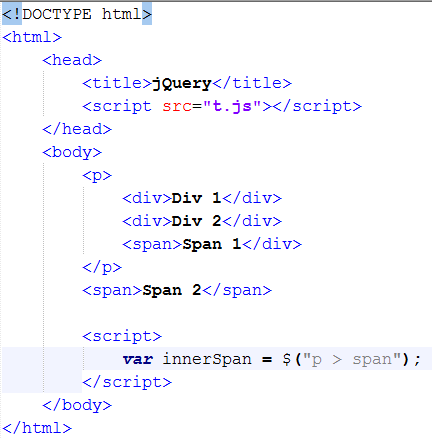 <!DOCTYPE html>
<html>
<head>
<title>jQuery</title>
<script src="t.js"></script>
</head>
<body>
<p>
<div>Div 1</div>
<div>Div 2</div>
<span>Span 1</div>
</p>
<span>Span 2</span>
<script>
var innerSpan = $("p > span");
</script>
</body>
</html>